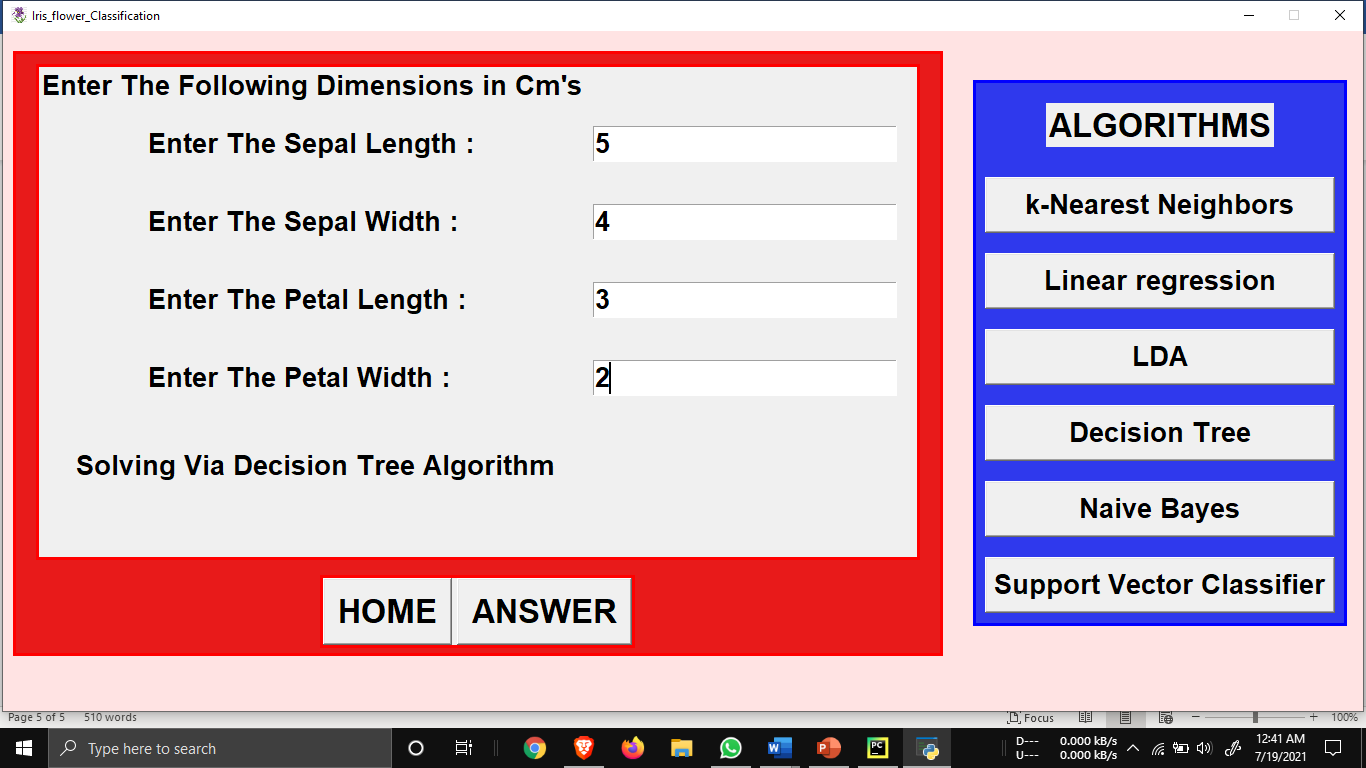 Iris_flower_Classification
Enter The Following Dimensions in Cm's
Enter The Sepal Length : 5
Enter The Sepal Width : 4
Enter The Petal Length : 3
Enter The Petal Width : 2
Solving Via Decision Tree Algorithm
HOME ANSWER
ALGORITHMS
k-Nearest Neighbors
Linear regression
LDA
Decision Tree
Naive Bayes
Support Vector Classifier
Page 5 of 5 510 words Focus 100%
Type here to search
D--- 0.000 kB/s
U--- 0.000 kB/s
12:41 AM
7/19/2021